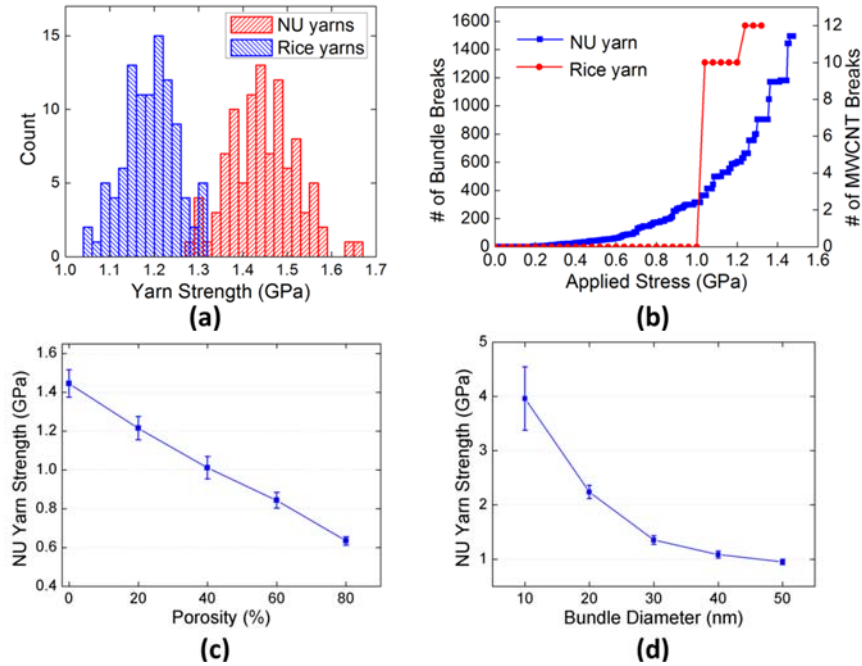 NU yarns
Rice yarns
15
10
5
0
Count
1.0 1.1 1.2 1.3 1.4 1.5 1.6 1.7
Yarn Strength (GPa)
(a)
NU yarn
Rice yarn
1600
1400
1200
1000
800
600
400
200
0
# of Bundle Breaks
12
10
8
6
4
2
0
# of MWCNT Breaks
0.0 0.2 0.4 0.6 0.8 1.0 1.2 1.4 1.6
Applied Stress (GPa)
(b)
1.6
1.4
1.2
1.0
0.8
0.6
0.4
NU Yarn Strength (GPa)
0 20 40 60 80
Porosity (%)
(c)
5
4
3
2
1
NU Yarn Strength (GPa)
10 20 30 40 50
Bundle Diameter (nm)
(d)